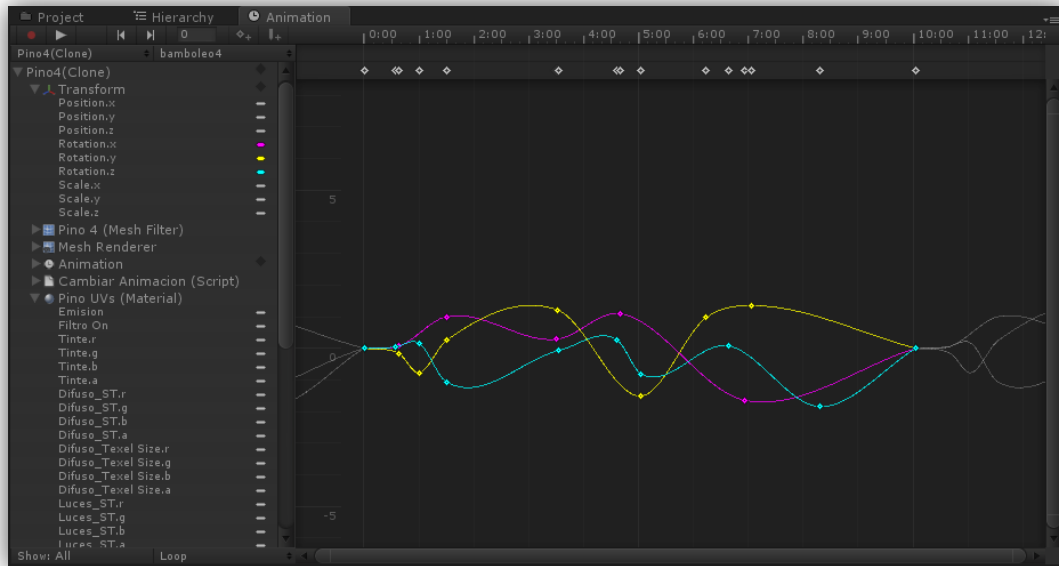 Project Hierarchy Animation
0 0:00 1:00 2:00 3:00 4:00 5:00 6:00 7:00 8:00 9:00 10:00 11:00
Pino4(Clone) bamboleo4
Pino4(Clone)
Transform
Position.x
Position.y
Position.z
Rotation.x
Rotation.y
Rotation.z
Scale.x
5
Scale.y
Scale.z
Pino 4 (Mesh Filter)
Mesh Renderer
Animation
Cambiar Animacion (Script)
Pino UVs (Material)
Emision
Filtro On
Tinte.r
Tinte.g
0
Tinte.b
Tinte.a
Difuso_ST.r
Difuso_ST.g
Difuso_ST.b
Difuso_ST.a
Difuso_Texel Size.r
Difuso_Texel Size.g
Difuso_Texel Size.b
Difuso_Texel Size.a
Luces_ST.r
Luces_ST.g
-5
Luces_ST.b
Luces_ST.a
Show: All Loop